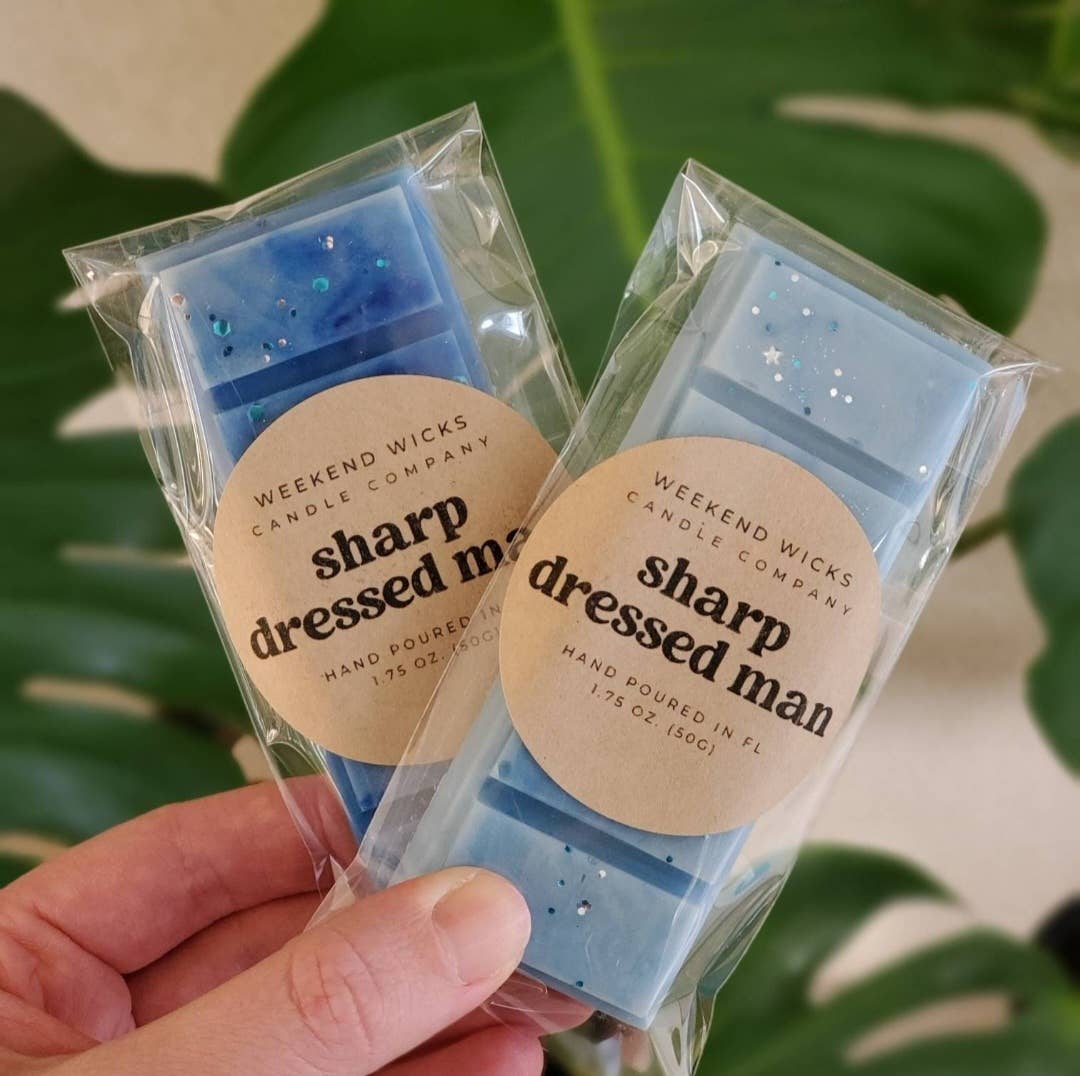 WEEKEND WICKS
CANDLE COMPANY
sharp
dressed ma
HAND POURED IN
1.75 OZ. (50G)
WEEKEND WICKS
CANDLE COMPANY
sharp
dressed man
HAND POURED IN FL
1.75 OZ. (50G)